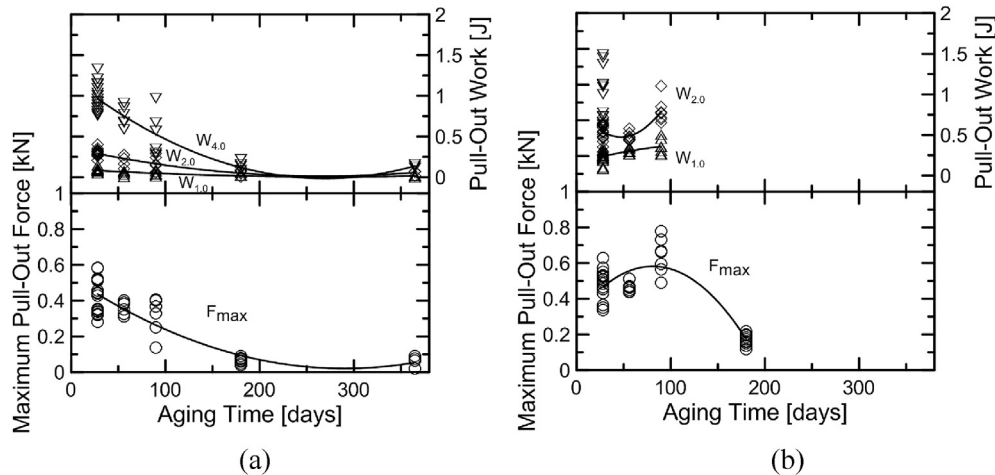 2
1.5
1
0.5
0
Pull-Out Work [J]
W4.0
W2.0
W1.0
1
0.8
0.6
0.4
0.2
0
Maximum Pull-Out Force [kN]
Fmax
0 100 200 300
Aging Time [days]
(a)
2
1.5
1
0.5
0
Pull-Out Work [J]
W2.0
W1.0
1
0.8
0.6
0.4
0.2
0
Maximum Pull-Out Force [kN]
Fmax
0 100 200 300
Aging Time [days]
(b)